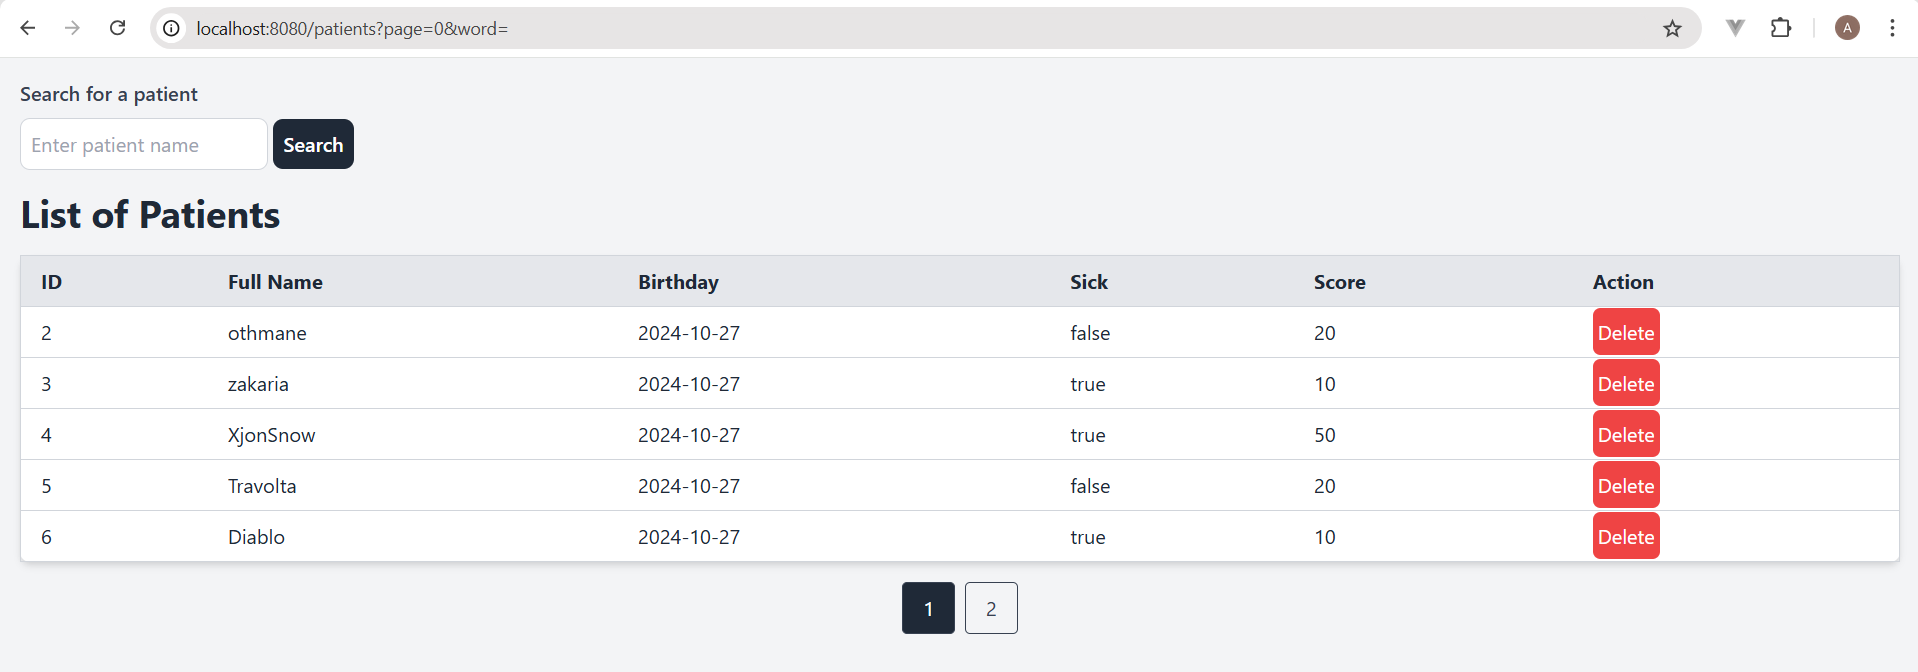 localhost:8080/patients?page=0&word=
A
Search for a patient
Enter patient name Search
List of Patients
ID Full Name Birthday Sick Score Action
2 othmane 2024-10-27 false 20 Delete
3 zakaria 2024-10-27 true 10 Delete
4 XjonSnow 2024-10-27 true 50 Delete
5 Travolta 2024-10-27 false 20 Delete
6 Diablo 2024-10-27 true 10 Delete
1 2